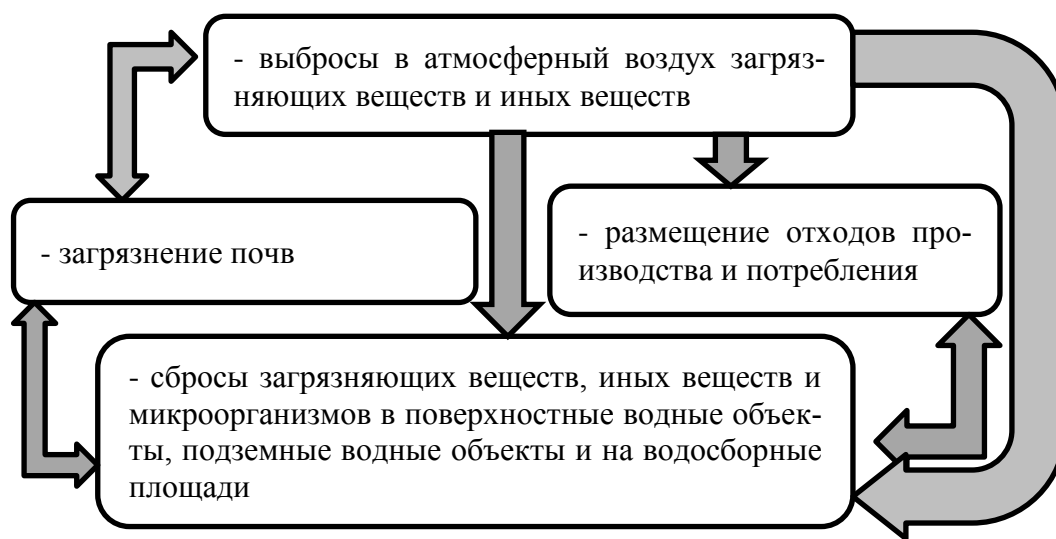 - выбросы в атмосферный воздух загряз-
няющих веществ и иных веществ
- загрязнение почв
- размещение отходов про-
изводства и потребления
- сбросы загрязняющих веществ, иных веществ и
микроорганизмов в поверхностные водные объек-
ты, подземные водные объекты и на водосборные
площади